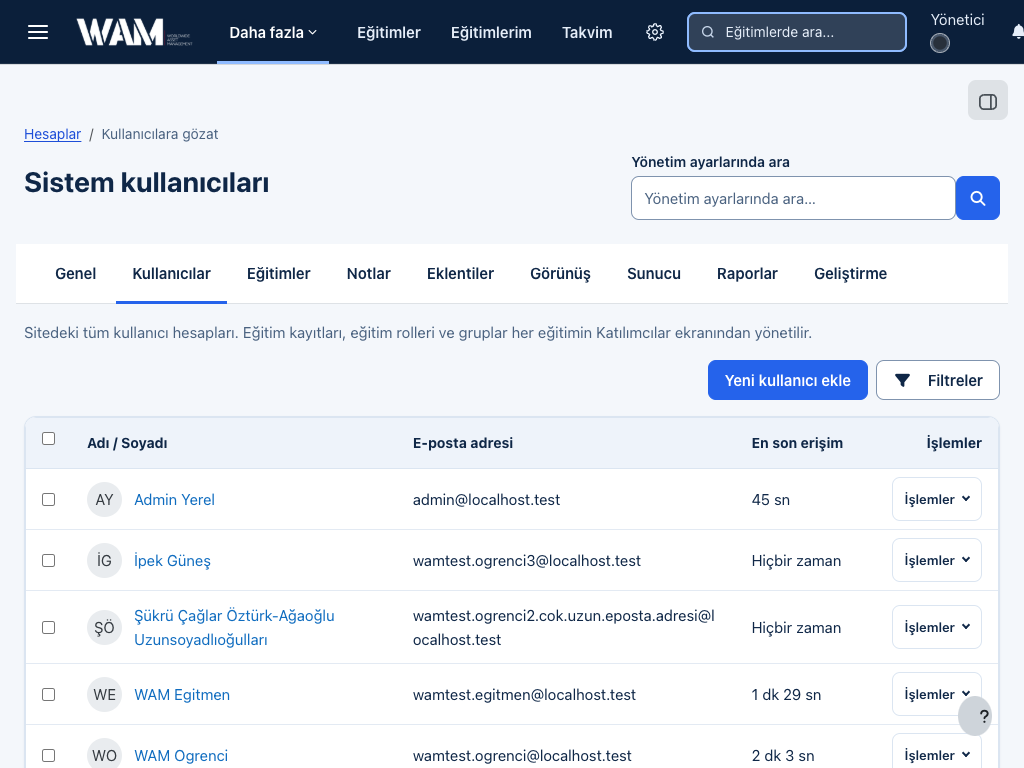 WAM
Daha fazla
Eğitimler
Eğitimlerim
Takvim
Eğitimlerde ara...
Yönetici
Hesaplar / Kullanıcılara gözat
Sistem kullanıcıları
Yönetim ayarlarında ara
Yönetim ayarlarında ara...
Genel
Kullanıcılar
Eğitimler
Notlar
Eklentiler
Görünüş
Sunucu
Raporlar
Geliştirme
Sitedeki tüm kullanıcı hesapları. Eğitim kayıtları, eğitim rolleri ve gruplar her eğitimin Katılımcılar ekranından yönetilir.
Yeni kullanıcı ekle
Filtreler
Adı / Soyadı
E-posta adresi
En son erişim
İşlemler
AY
Admin Yerel
admin@localhost.test
45 sn
İşlemler
İG
İpek Güneş
wamtest.ogrenci3@localhost.test
Hiçbir zaman
İşlemler
ŞÖ
Şükrü Çağlar Öztürk-Ağaoğlu
Uzunsoyadlıoğulları
wamtest.ogrenci2.cok.uzun.eposta.adresi@l
ocalhost.test
Hiçbir zaman
İşlemler
WE
WAM Egitmen
wamtest.egitmen@localhost.test
1 dk 29 sn
İşlemler
?
WO
WAM Ogrenci
wamtest.ogrenci@localhost.test
2 dk 3 sn
İşlemler